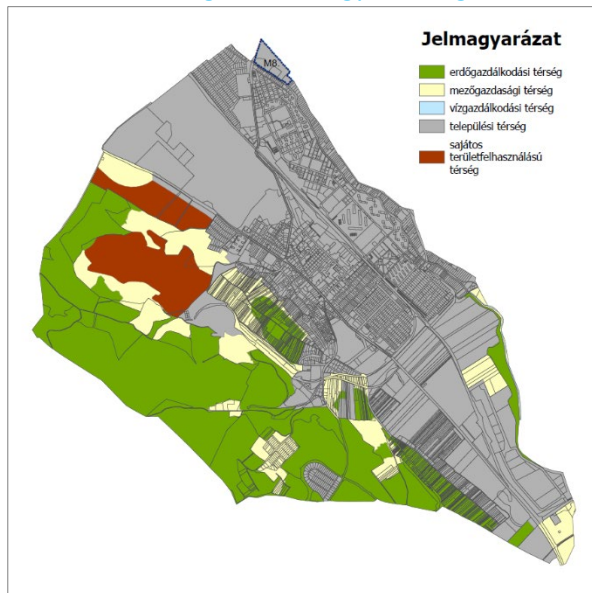 Jelmagyarázat
erdőgazdálkodási térség
mezőgazdasági térség
vízgazdálkodási térség
települési térség
sajátos
területfelhasználású
térség
M8